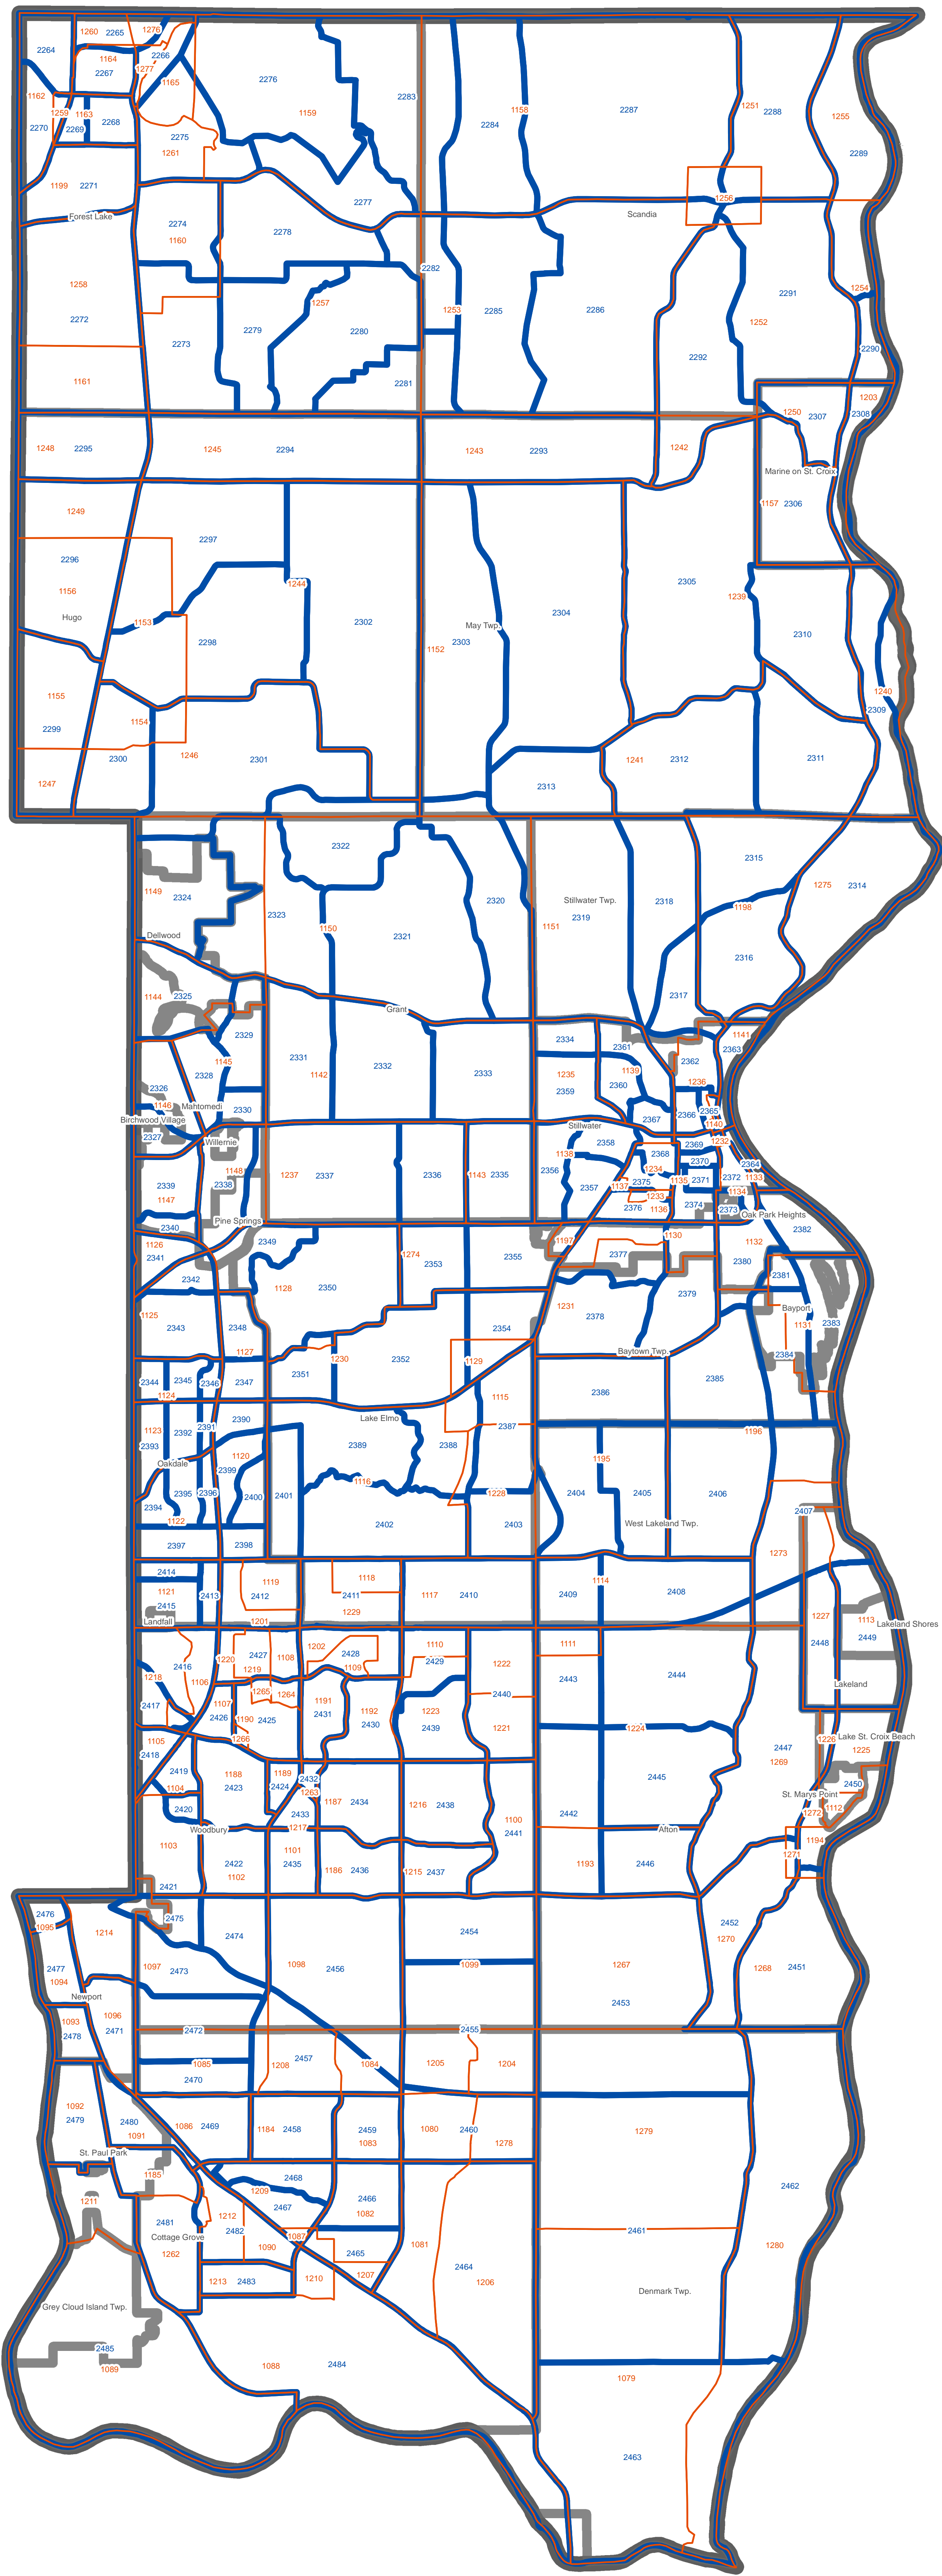 1260 2265 1276
2264
1164 2266
2267 1277
1165 2276
1162 2283
1259 1163 1159 1158 2287 1251 2288
2270 2269 2268 2284 1255
2275
1261 2289
1199 2271
2277 1256
Forest Lake Scandia
2274 2278
1160
2282
1258 1254
1257 1253 2285 2286 2291
2272 2279 2280 1252
2273 2290
2292
1161 2281
1203
1250 2307 2308
1248 2295 1245 2294 1243 2293 1242
Marine on St. Croix
1249 1157 2306
2297
2296 1244 2305
1156 1239
Hugo 1153 2302 2304
May Twp.
2298 1152 2303 2310
1155 1240
1154 2309
2299
2300 1246 2301 1241 2312 2311
1247 2313
2322 2315
1149 1275 2314
2324 2320 Stillwater Twp. 2318 1198
2323 2319
1150 1151
Dellwood 2321
2316
1144 2325 2317
Grant
2329 2334 1141
2361 2363
2331 2332 2362
1145 1142 2333 1235 1139
2328 1236
2326 2359 2360
1146 Mahtomedi 2330 2366 2365
Birchwood Village Stillwater 2367 1140
2327 Willernie 2358 2369 1232
1138 2368 2370 2364
1148 1237 2337 2336 1143 2335 2356 1234
2339 2338 2357 1137 2375 1135 2371 2372 1133
1147 1233 1134
2376 1136 2374 2373
Pine Springs Oak Park Heights
2340 2382
1126 2349 1197 1130 1132
2341 1274 2355 2377
2353 2380
2342 1128 2350 2381
2379
1125 1231 Bayport
2343 2348 2354 2378 1131 2383
1127 1230 2352 1129 Baytown Twp. 2384
2344 2345 2346 2347 2351 2385
1124 1115 2386
Lake Elmo
2390
1123 2391 2387
2392 1196
2393 2389 2388
1120 1195
Oakdale 2399
1116
2395 2396 2400 2401 1228 2404 2405 2406
2394 2407
1122 2402 2403 West Lakeland Twp.
2397 2398
1273
2414 1119 1118 1114
1121 2413 2412 2411 1117 2410 2409 2408
2415 1229 1227 1113
Landfall 1201 Lakeland Shores
1202 1110 1111 2448 2449
1220 2427 1108 2428 2429
2416 1219 1109 1222
1218 2443 2444
1106 Lakeland
1265 1264 2440
2417 1107 1191 1192 1223
2426 1190 2425 2431 2430 2439 1221 1224
1105 1266 1226 Lake St. Croix Beach
2447 1225
2418
2419 1188 1189 2432 1269
1104 2423 2424 2445 2450
1263 St. Marys Point
2420 1187 2434 1216 2438 1112
2433 1100 2442 1272
Woodbury 1217 2441 Afton
1103 1194
1101 1271
2422 2435 1186 2436 1215 2437 1193 2446
1102
2421
2476 2475
1095 2452
1214 2474 2454 1270
2477 1097 2473 1098 2456 1099 1267 1268 2451
1094
Newport 2453
1093 1096
2478 2471 2472 2455
1085 1208 2457 1084 1205 1204
2470
1092
2479 2480 1086 2469 1184 2458 2459 1080 2460 1279
1091 1083 1278
St. Paul Park
1185 2468
1209 2462
1211 2467 2466
1212 1082
2481 2482
Cottage Grove 1087 2461
1262 1090 2465 1081 1280
1213 2483 1210 1207 2464
1206
Denmark Twp.
Grey Cloud Island Twp.
2485
1089 1088 2484
1079
2463